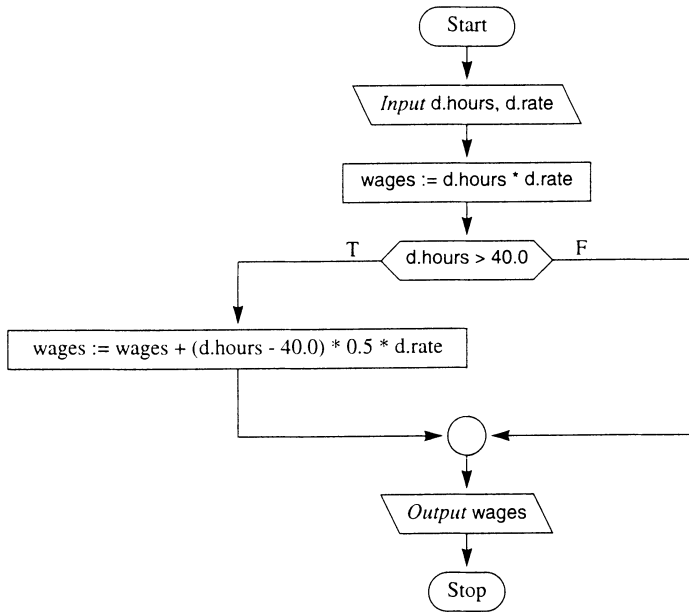 Start
Input d.hours, d.rate
wages := d.hours * d.rate
T
d.hours > 40.0
F
wages := wages + (d.hours - 40.0) * 0.5 * d.rate
Output wages
Stop